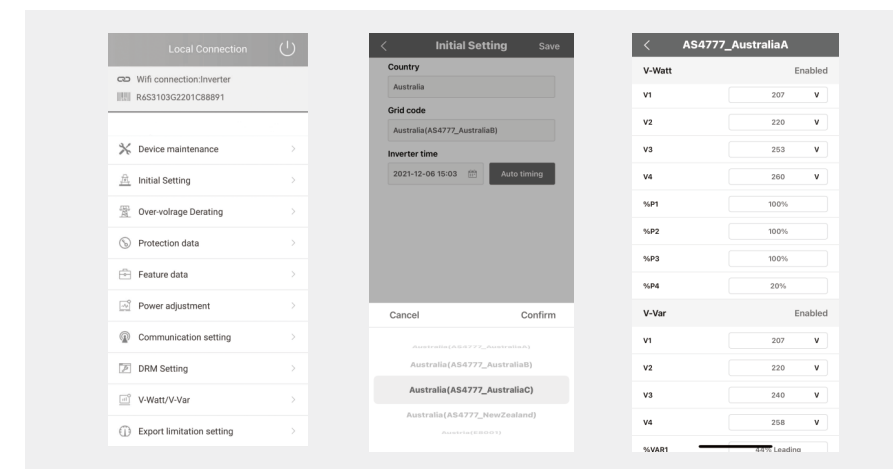 Local Connection
Wifi connection:Inverter
R6S3103G2201C88891
Device maintenance
Initial Setting
Over-volrage Derating
Protection data
Feature data
Power adjustment
Communication setting
DRM Setting
V-Watt/V-Var
Export limitation setting
Initial Setting Save
Country
Australia
Grid code
Australia(AS4777_AustraliaB)
Inverter time
2021-12-06 15:03 Auto timing
Cancel Confirm
Australia(AS4777_AustraliaA)
Australia(AS4777_AustraliaB)
Australia(AS4777_AustraliaC)
Australia(AS4777_NewZealand)
AS4777_AustraliaA
V-Watt Enabled
V1 207 V
V2 220 V
V3 253 V
V4 260 V
%P1 100%
%P2 100%
%P3 100%
%P4 20%
V-Var Enabled
V1 207 V
V2 220 V
V3 240 V
V4 258 V
%VAR1 44% Leading